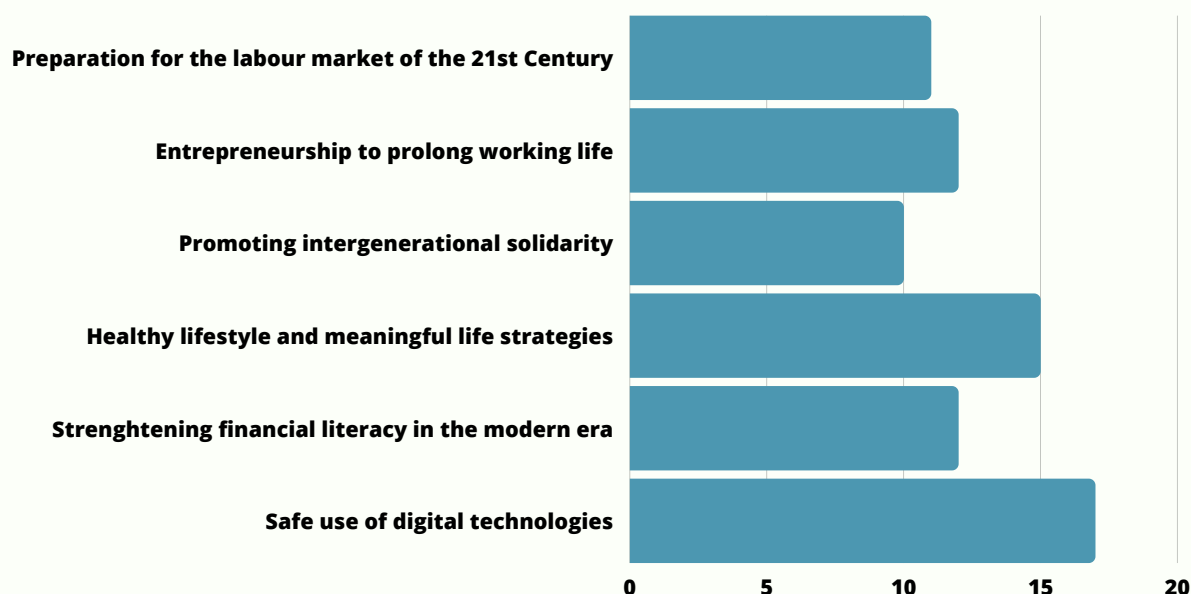 Preparation for the labour market of the 21st Century
Entrepreneurship to prolong working life
Promoting intergenerational solidarity
Healthy lifestyle and meaningful life strategies
Strenghtening financial literacy in the modern era
Safe use of digital technologies
0 5 10 15 20